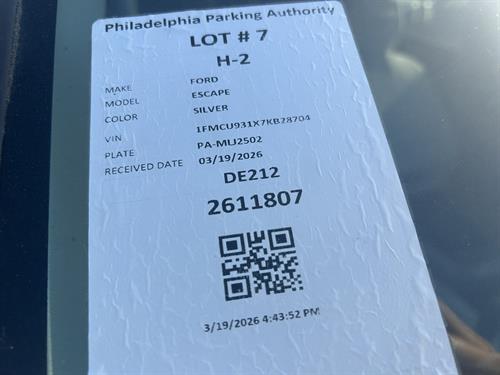 Philadelphia Parking Authority
LOT # 7
H-2
MAKE FORD
MODEL ESCAPE
COLOR SILVER
VIN 1FMCU931X7KB28704
PLATE PA-MLJ2502
RECEIVED DATE 03/19/2026
DE212
2611807
3/19/2026 4:43:52 PM